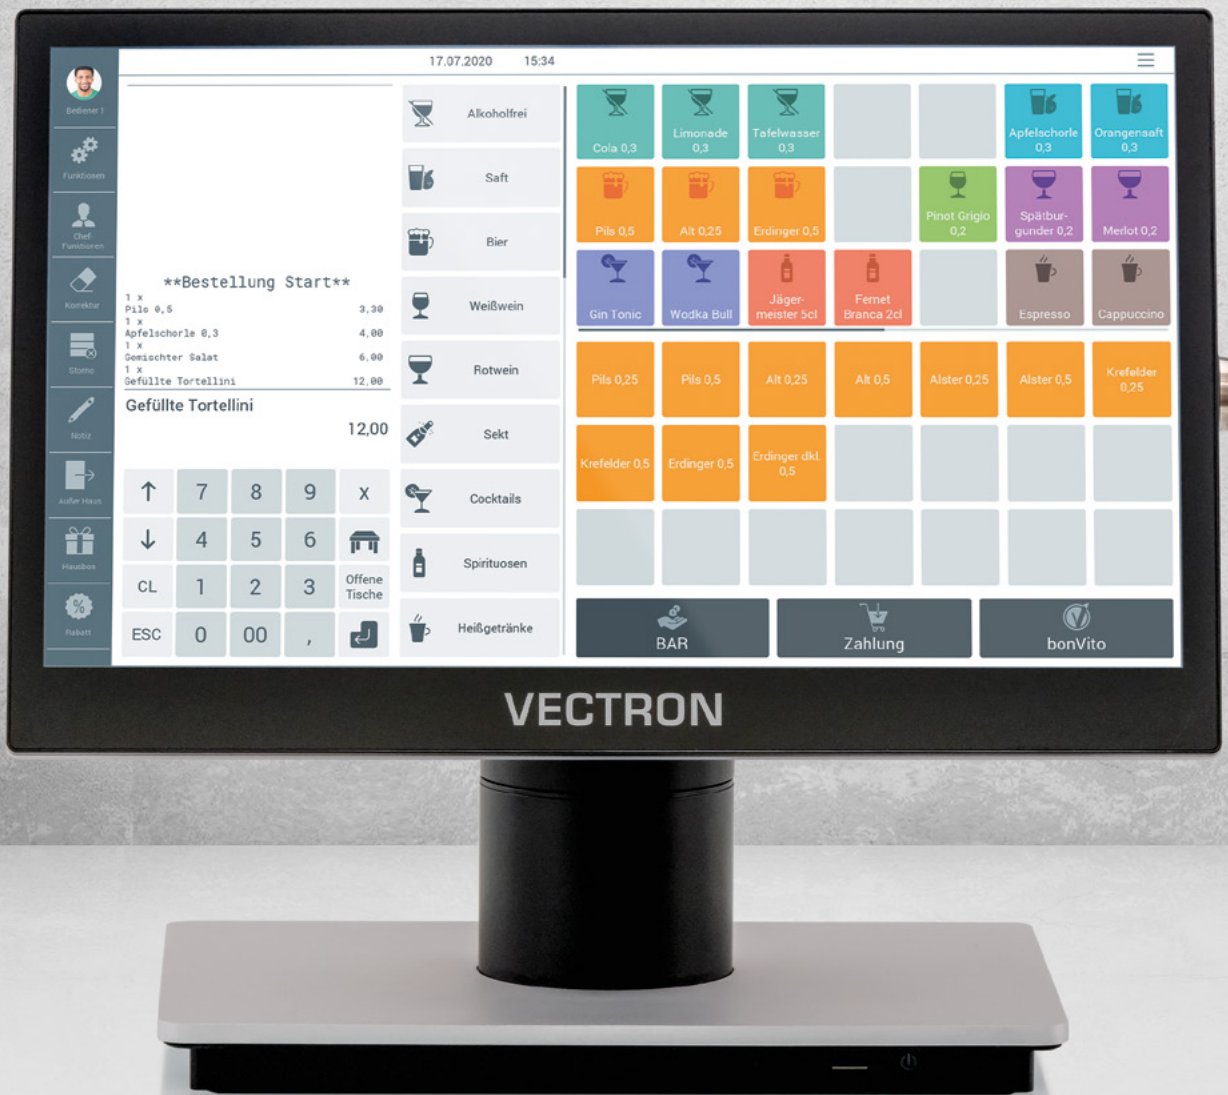 17.07.2020 15:34
Bediener 1
Funktionen
Chef-
Funktionen
Korrektur
Storno
Notiz
Außer Haus
Hausbon
Rabatt
**Bestellung Start**
1 x
Pils 0,5 3,30
1 x
Apfelschorle 0,3 4,00
1 x
Gemischter Salat 6,00
1 x
Gefüllte Tortellini 12,00
Gefüllte Tortellini
12,00
↑ 7 8 9 X
↓ 4 5 6
CL 1 2 3 Offene
Tische
ESC 0 00 ,
Alkoholfrei
Saft
Bier
Weißwein
Rotwein
Sekt
Cocktails
Spirituosen
Heißgetränke
Cola 0,3
Limonade
0,3
Tafelwasser
0,3
Apfelschorle
0,3
Orangensaft
0,3
Pils 0,5
Alt 0,25
Erdinger 0,5
Pinot Grigio
0,2
Spätbur-
gunder 0,2
Merlot 0,2
Gin Tonic
Wodka Bull
Jäger-
meister 5cl
Fernet
Branca 2cl
Espresso
Cappuccino
Pils 0,25
Pils 0,5
Alt 0,25
Alt 0,5
Alster 0,25
Alster 0,5
Krefelder
0,25
Krefelder 0,5
Erdinger 0,5
Erdinger dkl.
0,5
BAR
Zahlung
bonVito
VECTRON